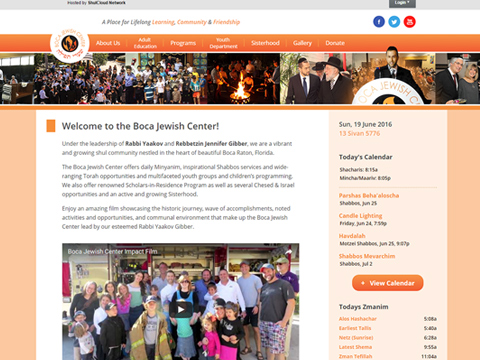 Hosted by ShulCloud Network
Login
A Place for Lifelong Learning, Community & Friendship
About Us
Adult Education
Programs
Youth Department
Sisterhood
Gallery
Donate
Welcome to the Boca Jewish Center!
Under the leadership of Rabbi Yaakov and Rebbetzin Jennifer Gibber, we are a vibrant
and growing shul community nestled in the heart of beautiful Boca Raton, Florida.
The Boca Jewish Center offers daily Minyanim, inspirational Shabbos services and wide-
ranging Torah opportunities and multifaceted youth groups and children's programming.
We also offer renowned Scholars-in-Residence Program as well as several Chesed & Israel
opportunities and an active and growing Sisterhood.
Enjoy an amazing film showcasing the historic journey, wave of accomplishments, noted
activities and opportunities, and communal environment that make up the Boca Jewish
Center lead by our esteemed Rabbi Yaakov Gibber.
Boca Jewish Center Impact Film
Sun, 19 June 2016
13 Sivan 5776
Today's Calendar
Shacharis: 8:15a
Mincha/Maariv: 8:05p
Parshas Beha'aloscha
Shabbos, Jun 25
Candle Lighting
Friday, Jun 24, 7:59p
Havdalah
Motzei Shabbos, Jun 25, 9:07p
Shabbos Mevarchim
Shabbos, Jul 2
+ View Calendar
Todays Zmanim
Alos Hashachar 5:08a
Earliest Tallis 5:40a
Netz (Sunrise) 6:28a
Latest Shema 9:55a
Zman Tefillah 11:04a